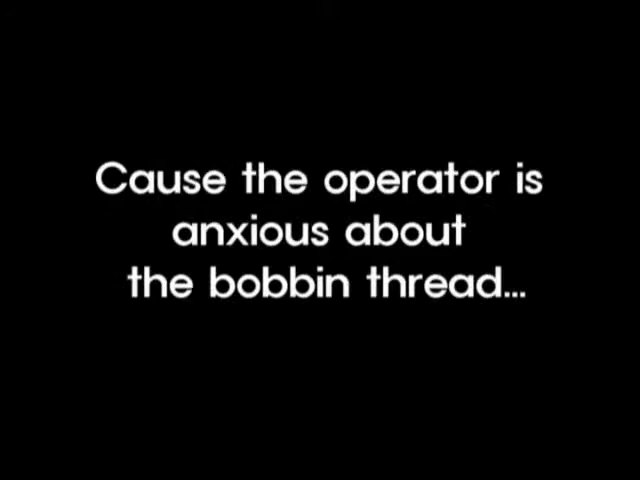 Cause the operator is
anxious about
the bobbin thread...